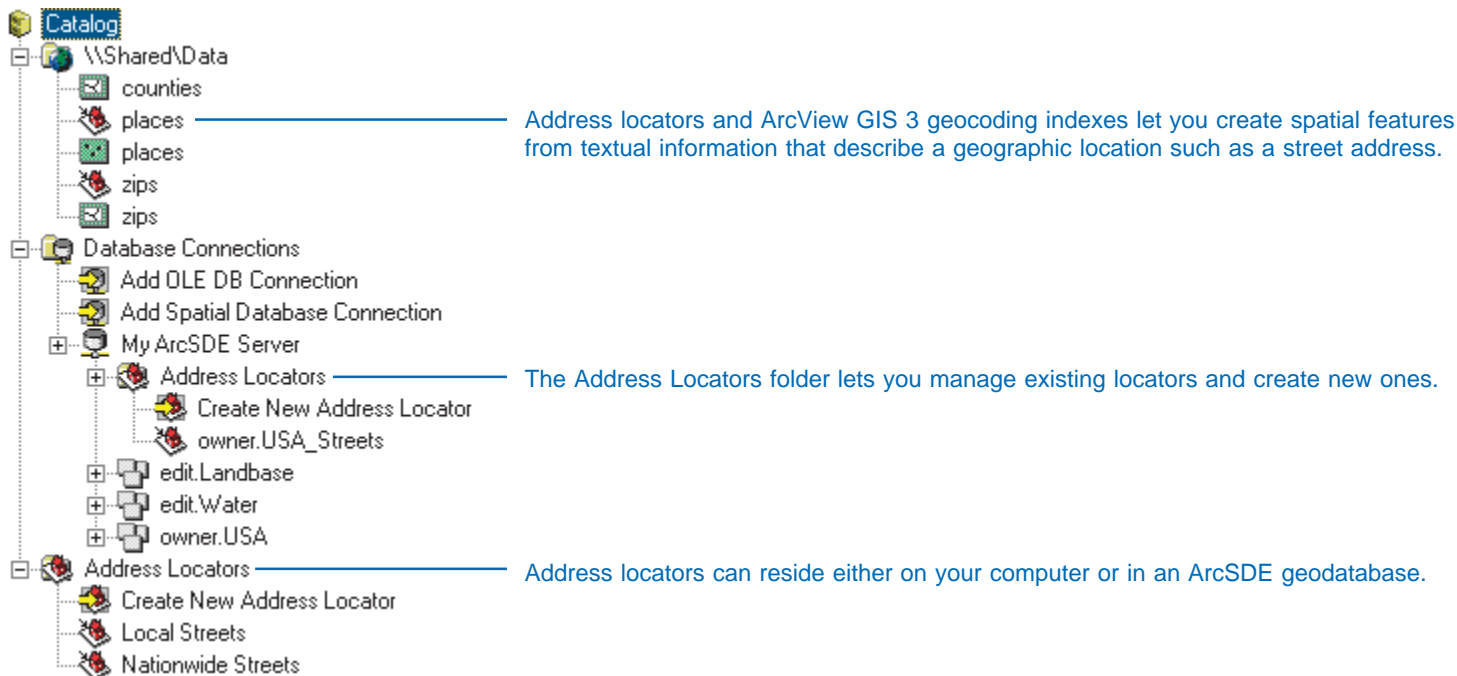 Catalog
\\Shared\Data
counties
places
Address locators and ArcView GIS 3 geocoding indexes let you create spatial features
from textual information that describe a geographic location such as a street address.
places
zips
zips
Database Connections
Add OLE DB Connection
Add Spatial Database Connection
My ArcSDE Server
Address Locators
The Address Locators folder lets you manage existing locators and create new ones.
Create New Address Locator
owner.USA_Streets
edit.Landbase
edit.Water
owner.USA
Address Locators
Address locators can reside either on your computer or in an ArcSDE geodatabase.
Create New Address Locator
Local Streets
Nationwide Streets